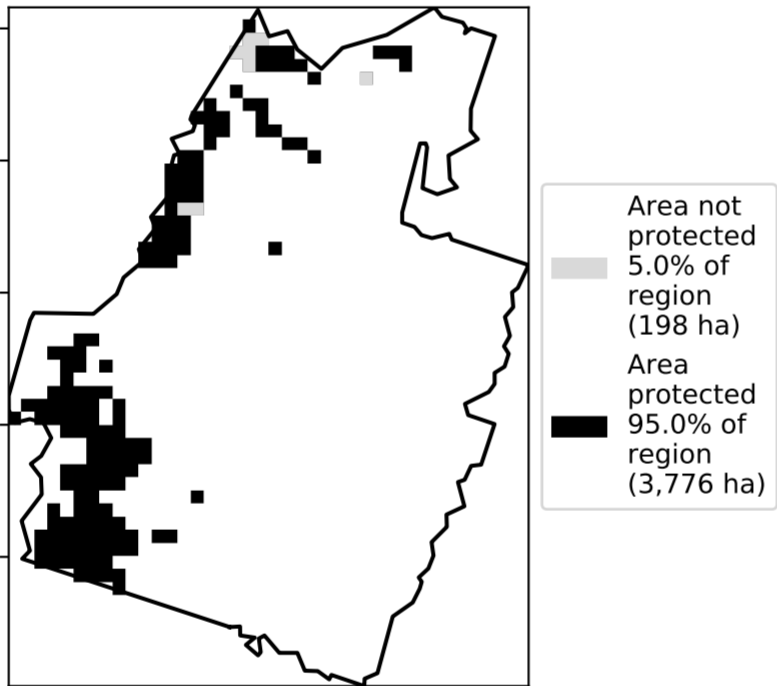 Area not
protected
5.0% of
region
(198 ha)
Area
protected
95.0% of
region
(3,776 ha)